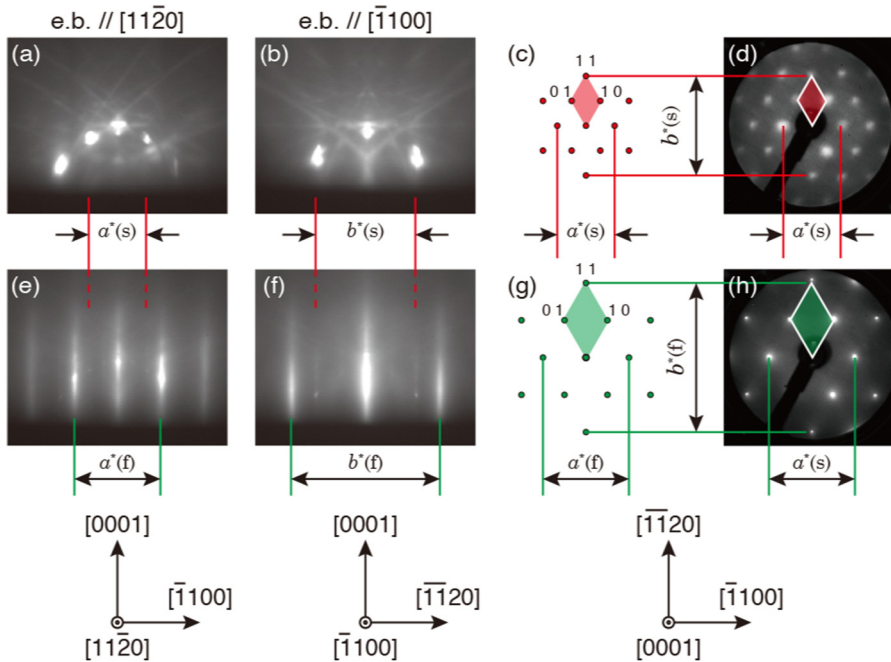 e.b. // [112̅0]
e.b. // [1̅100]
(a)
(b)
(c)
(d)
1 1
0 1
1 0
b*(s)
a*(s)
b*(s)
a*(s)
a*(s)
(e)
(f)
(g)
(h)
1 1
0 1
1 0
b*(f)
a*(f)
b*(f)
a*(f)
a*(s)
[0001]
[1̅100]
[112̅0]
[0001]
[1̅1̅20]
[1̅100]
[1̅1̅20]
[1̅100]
[0001]